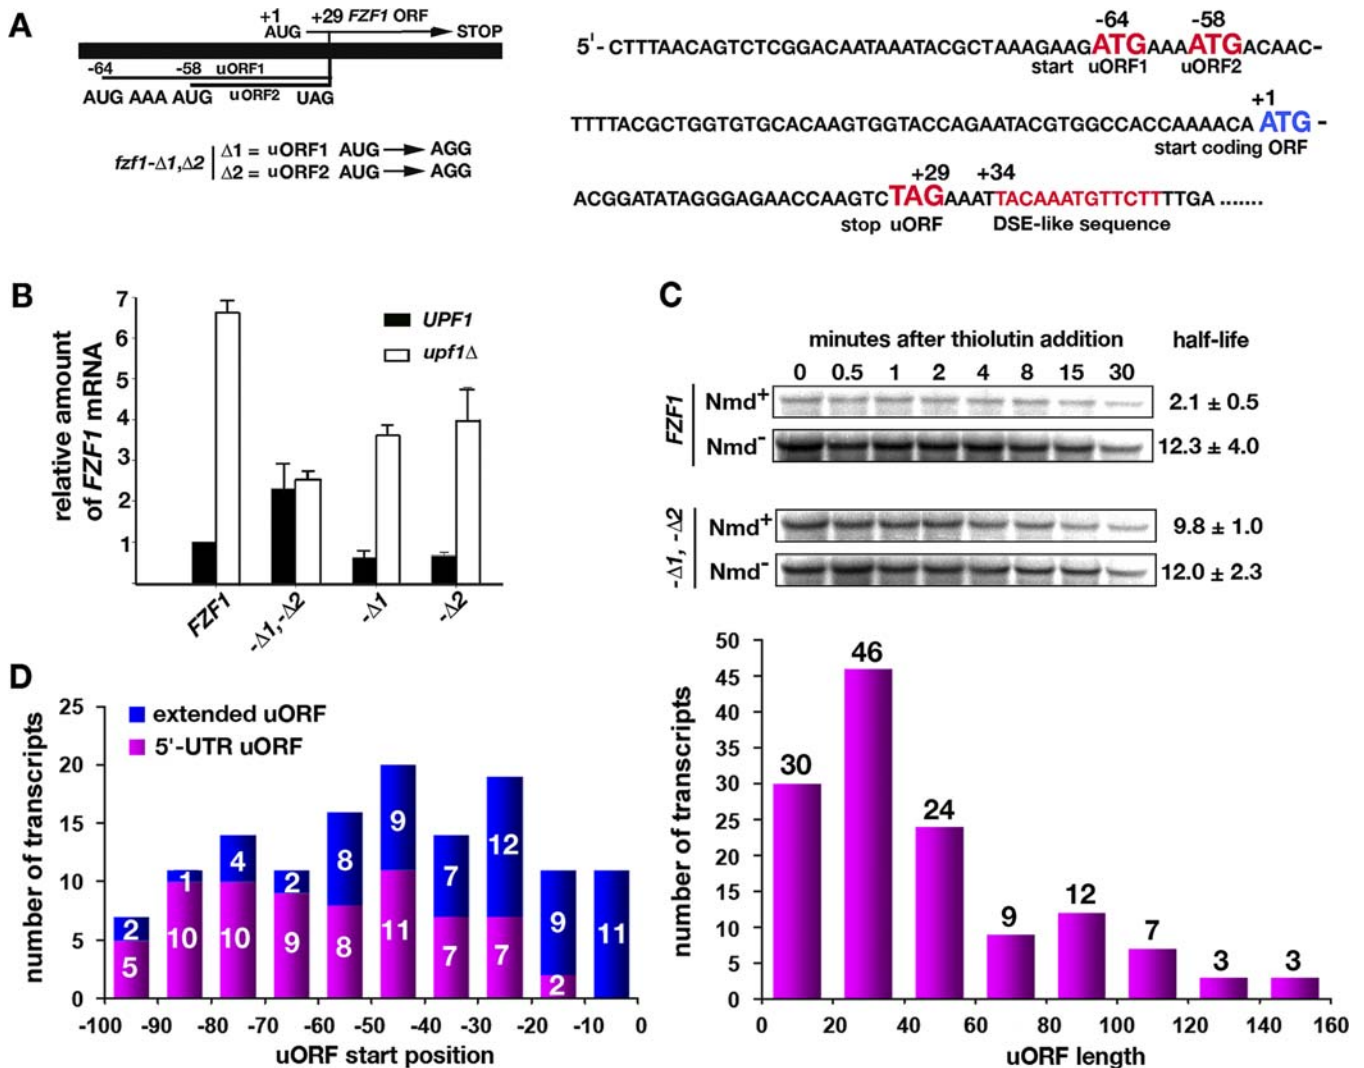 A
+1 +29 FZF1 ORF
AUG STOP
-64 -58 uORF1
AUG AAA AUG uORF2 UAG
fzf1-Δ1,Δ2 Δ1 = uORF1 AUG AGG
Δ2 = uORF2 AUG AGG
-64 -58
5'- CTTTAACAGTCTCGGACAATAAATACGCTAAAGAAGATGAAAATGACAAC-
start uORF1 uORF2
+1
TTTTACGCTGGTGTGCACAAGTGGTACCAGAATACGTGGCCACCAAAACA ATG -
start coding ORF
+29 +34
ACGGATATAGGGAGAACCAAGTCTAGAAATTACAAATGTTCTTTTGA .......
stop uORF DSE-like sequence
B
relative amount
of FZF1 mRNA
7
6
5
4
3
2
1
UPF1
upf1Δ
FZF1 -Δ1,-Δ2 -Δ1 -Δ2
C
minutes after thiolutin addition half-life
0 0.5 1 2 4 8 15 30
FZF1
Nmd+ 2.1 ± 0.5
Nmd- 12.3 ± 4.0
-Δ1, -Δ2
Nmd+ 9.8 ± 1.0
Nmd- 12.0 ± 2.3
D
number of transcripts
25
20
15
10
5
0
extended uORF
5'-UTR uORF
2 1 4 2 8 9 7 12 9 11
5 10 10 9 8 11 7 7 2
-100 -90 -80 -70 -60 -50 -40 -30 -20 -10 0
uORF start position
number of transcripts
50
45
40
35
30
25
20
15
10
5
0
30 46 24 9 12 7 3 3
0 20 40 60 80 100 120 140 160
uORF length